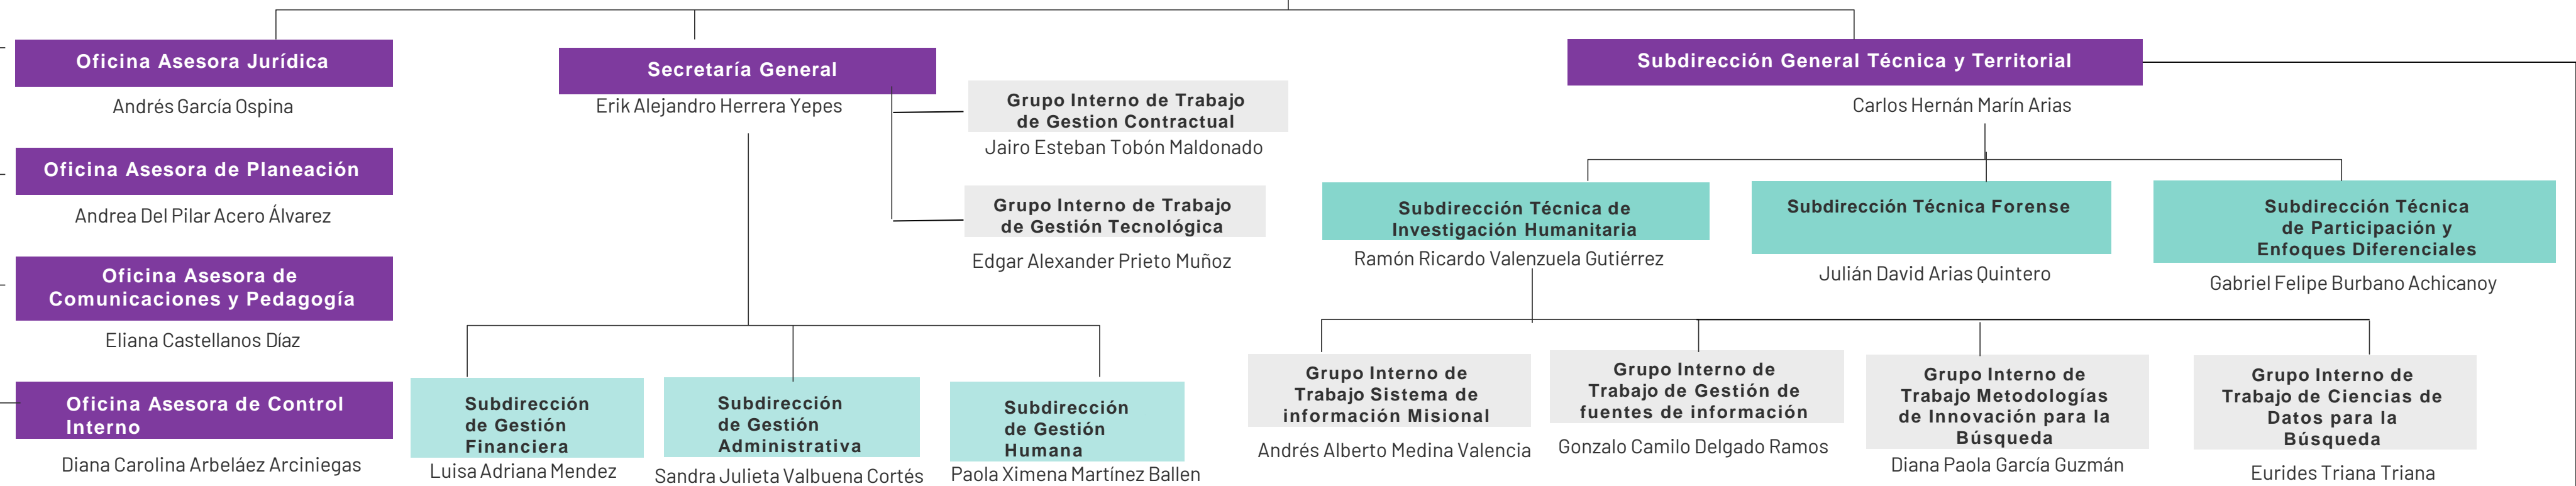 Oficina Asesora Jurídica
Andrés García Ospina
Oficina Asesora de Planeación
Andrea Del Pilar Acero Álvarez
Oficina Asesora de
Comunicaciones y Pedagogía
Eliana Castellanos Díaz
Oficina Asesora de Control
Interno
Diana Carolina Arbeláez Arciniegas
Secretaría General
Erik Alejandro Herrera Yepes
Grupo Interno de Trabajo
de Gestion Contractual
Jairo Esteban Tobón Maldonado
Grupo Interno de Trabajo
de Gestión Tecnológica
Edgar Alexander Prieto Muñoz
Subdirección
de Gestión
Financiera
Luisa Adriana Mendez
Subdirección
de Gestión
Administrativa
Sandra Julieta Valbuena Cortés
Subdirección
de Gestión
Humana
Paola Ximena Martínez Ballen
Subdirección General Técnica y Territorial
Carlos Hernán Marín Arias
Subdirección Técnica de
Investigación Humanitaria
Ramón Ricardo Valenzuela Gutiérrez
Subdirección Técnica Forense
Julián David Arias Quintero
Subdirección Técnica
de Participación y
Enfoques Diferenciales
Gabriel Felipe Burbano Achicanoy
Grupo Interno de
Trabajo Sistema de
información Misional
Andrés Alberto Medina Valencia
Grupo Interno de
Trabajo de Gestión de
fuentes de información
Gonzalo Camilo Delgado Ramos
Grupo Interno de
Trabajo Metodologías
de Innovación para la
Búsqueda
Diana Paola García Guzmán
Grupo Interno de
Trabajo de Ciencias de
Datos para la
Búsqueda
Eurides Triana Triana